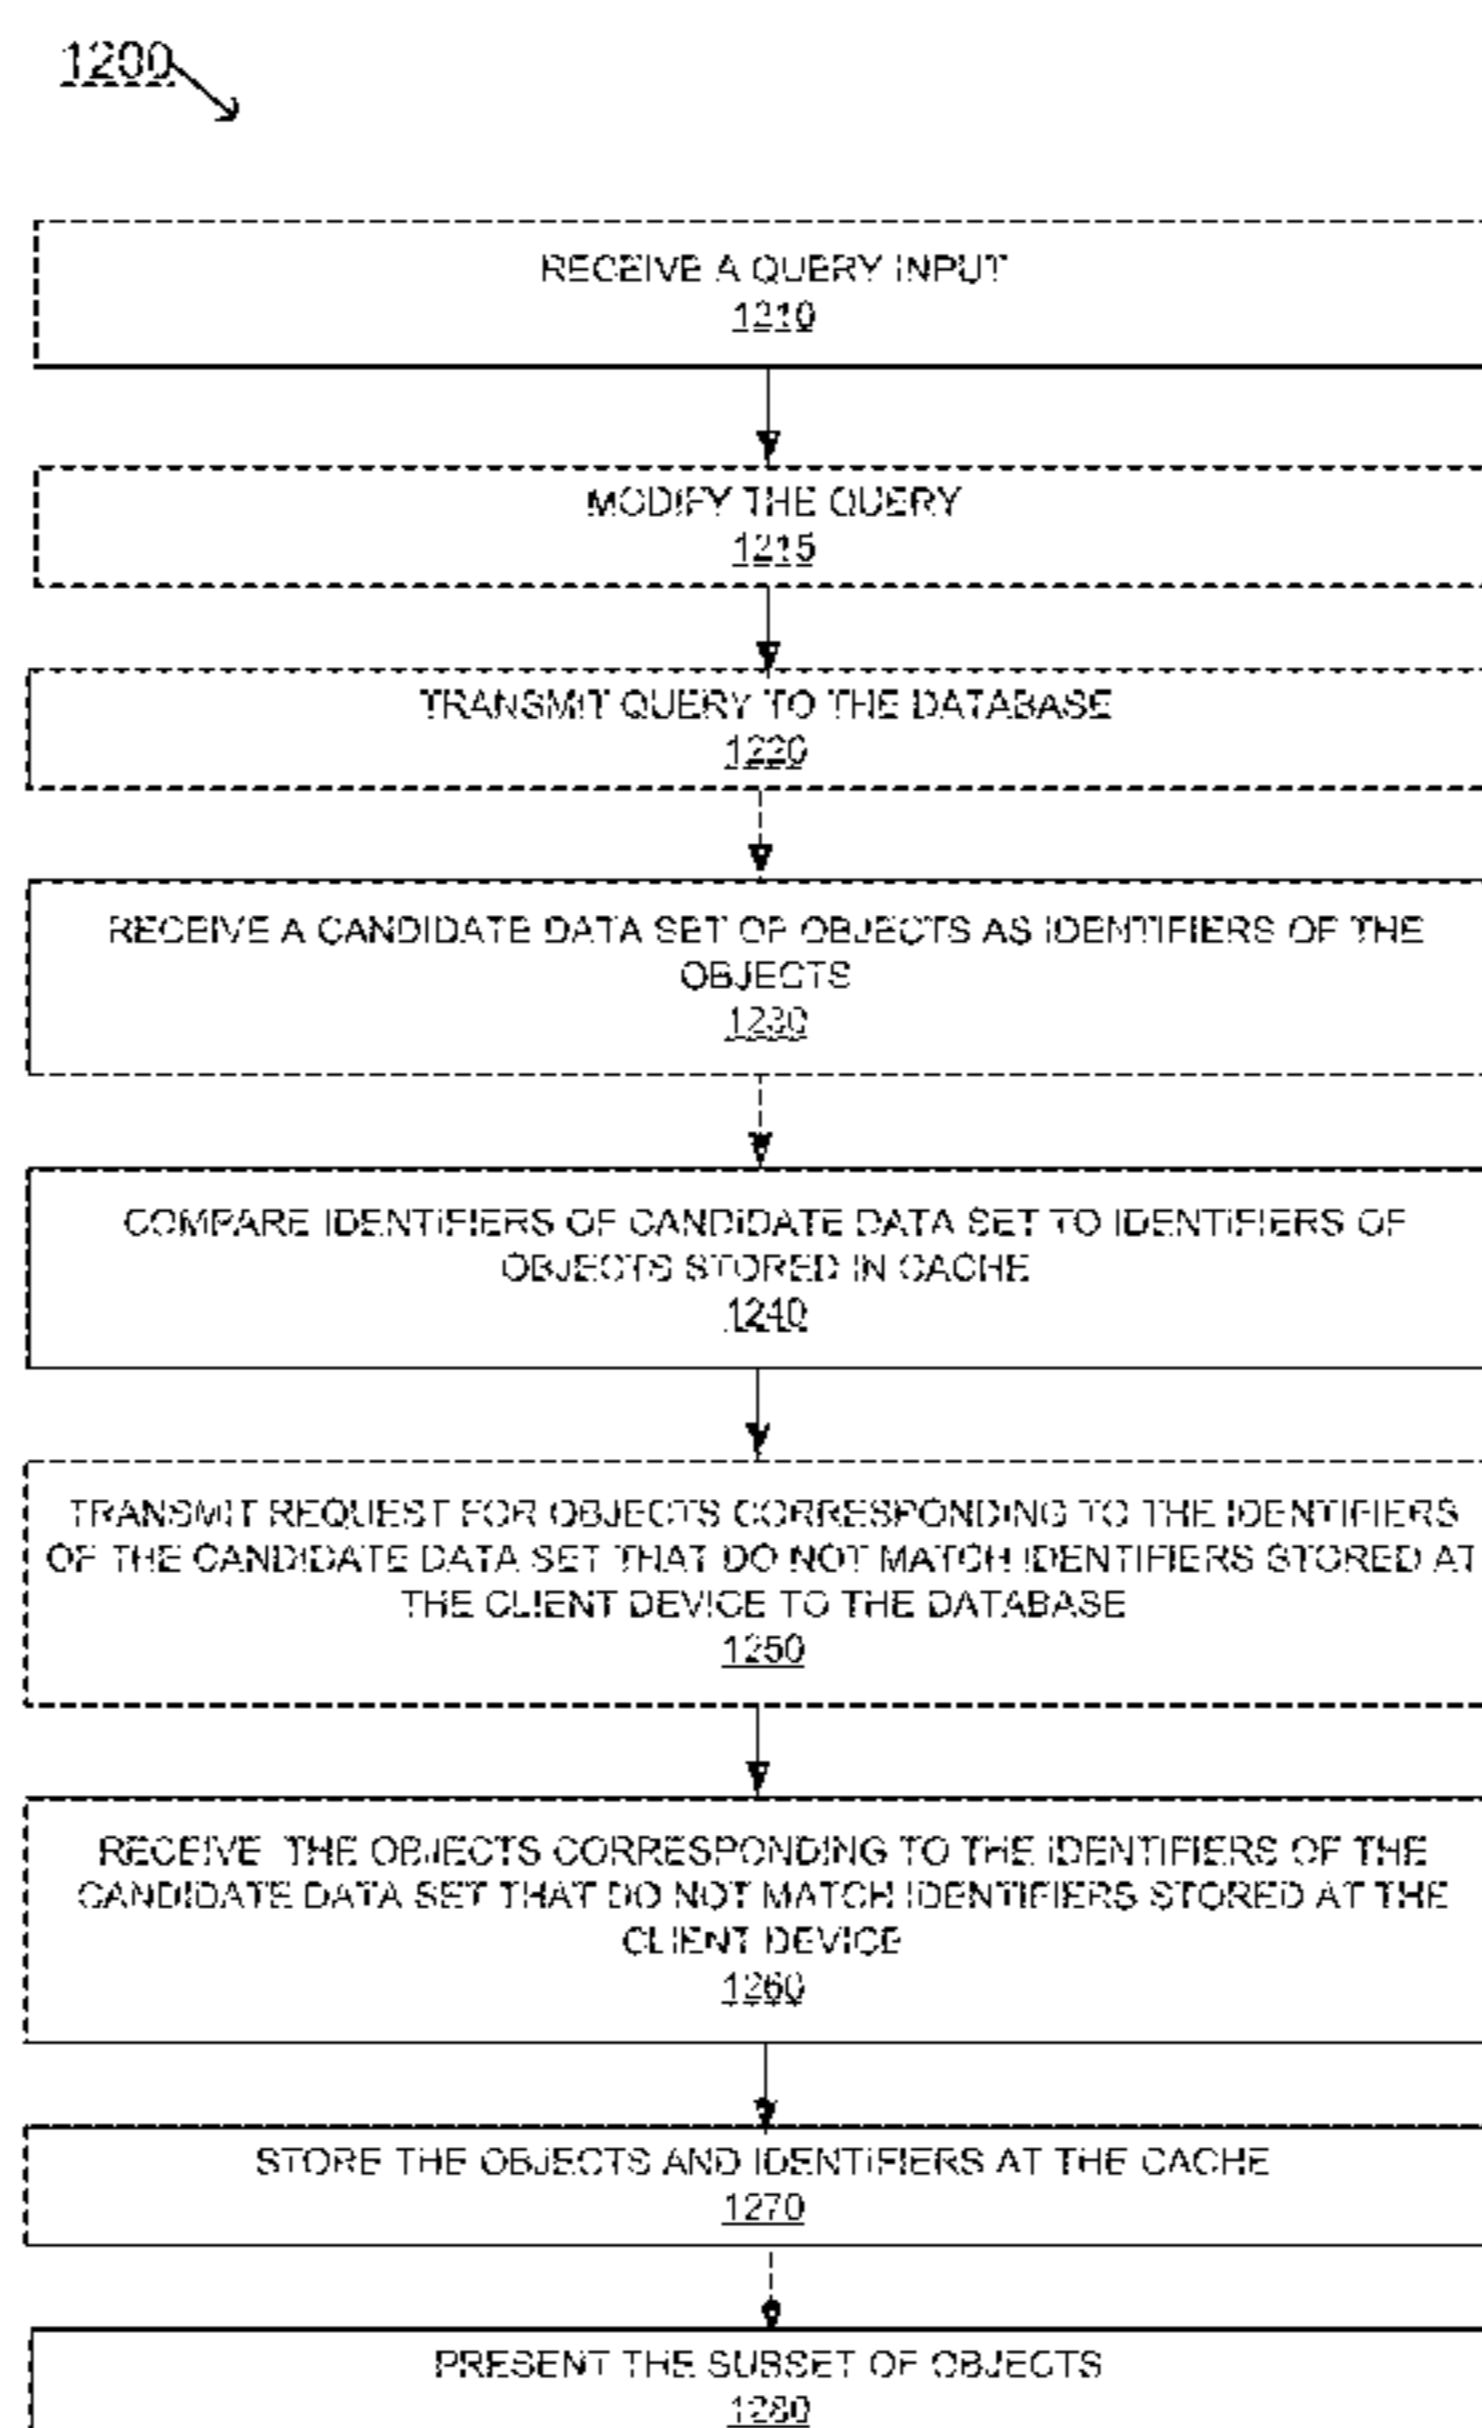 1200
RECEIVE A QUERY INPUT
1210
MODIFY THE QUERY
1215
TRANSMIT QUERY TO THE DATABASE
1220
RECEIVE A CANDIDATE DATA SET OF OBJECTS AS IDENTIFIERS OF THE
OBJECTS
1230
COMPARE IDENTIFIERS OF CANDIDATE DATA SET TO IDENTIFIERS OF
OBJECTS STORED IN CACHE
1240
TRANSMIT REQUEST FOR OBJECTS CORRESPONDING TO THE IDENTIFIERS
OF THE CANDIDATE DATA SET THAT DO NOT MATCH IDENTIFIERS STORED AT
THE CLIENT DEVICE TO THE DATABASE
1250
RECEIVE THE OBJECTS CORRESPONDING TO THE IDENTIFIERS OF THE
CANDIDATE DATA SET THAT DO NOT MATCH IDENTIFIERS STORED AT THE
CLIENT DEVICE
1260
STORE THE OBJECTS AND IDENTIFIERS AT THE CACHE
1270
PRESENT THE SUBSET OF OBJECTS
1280